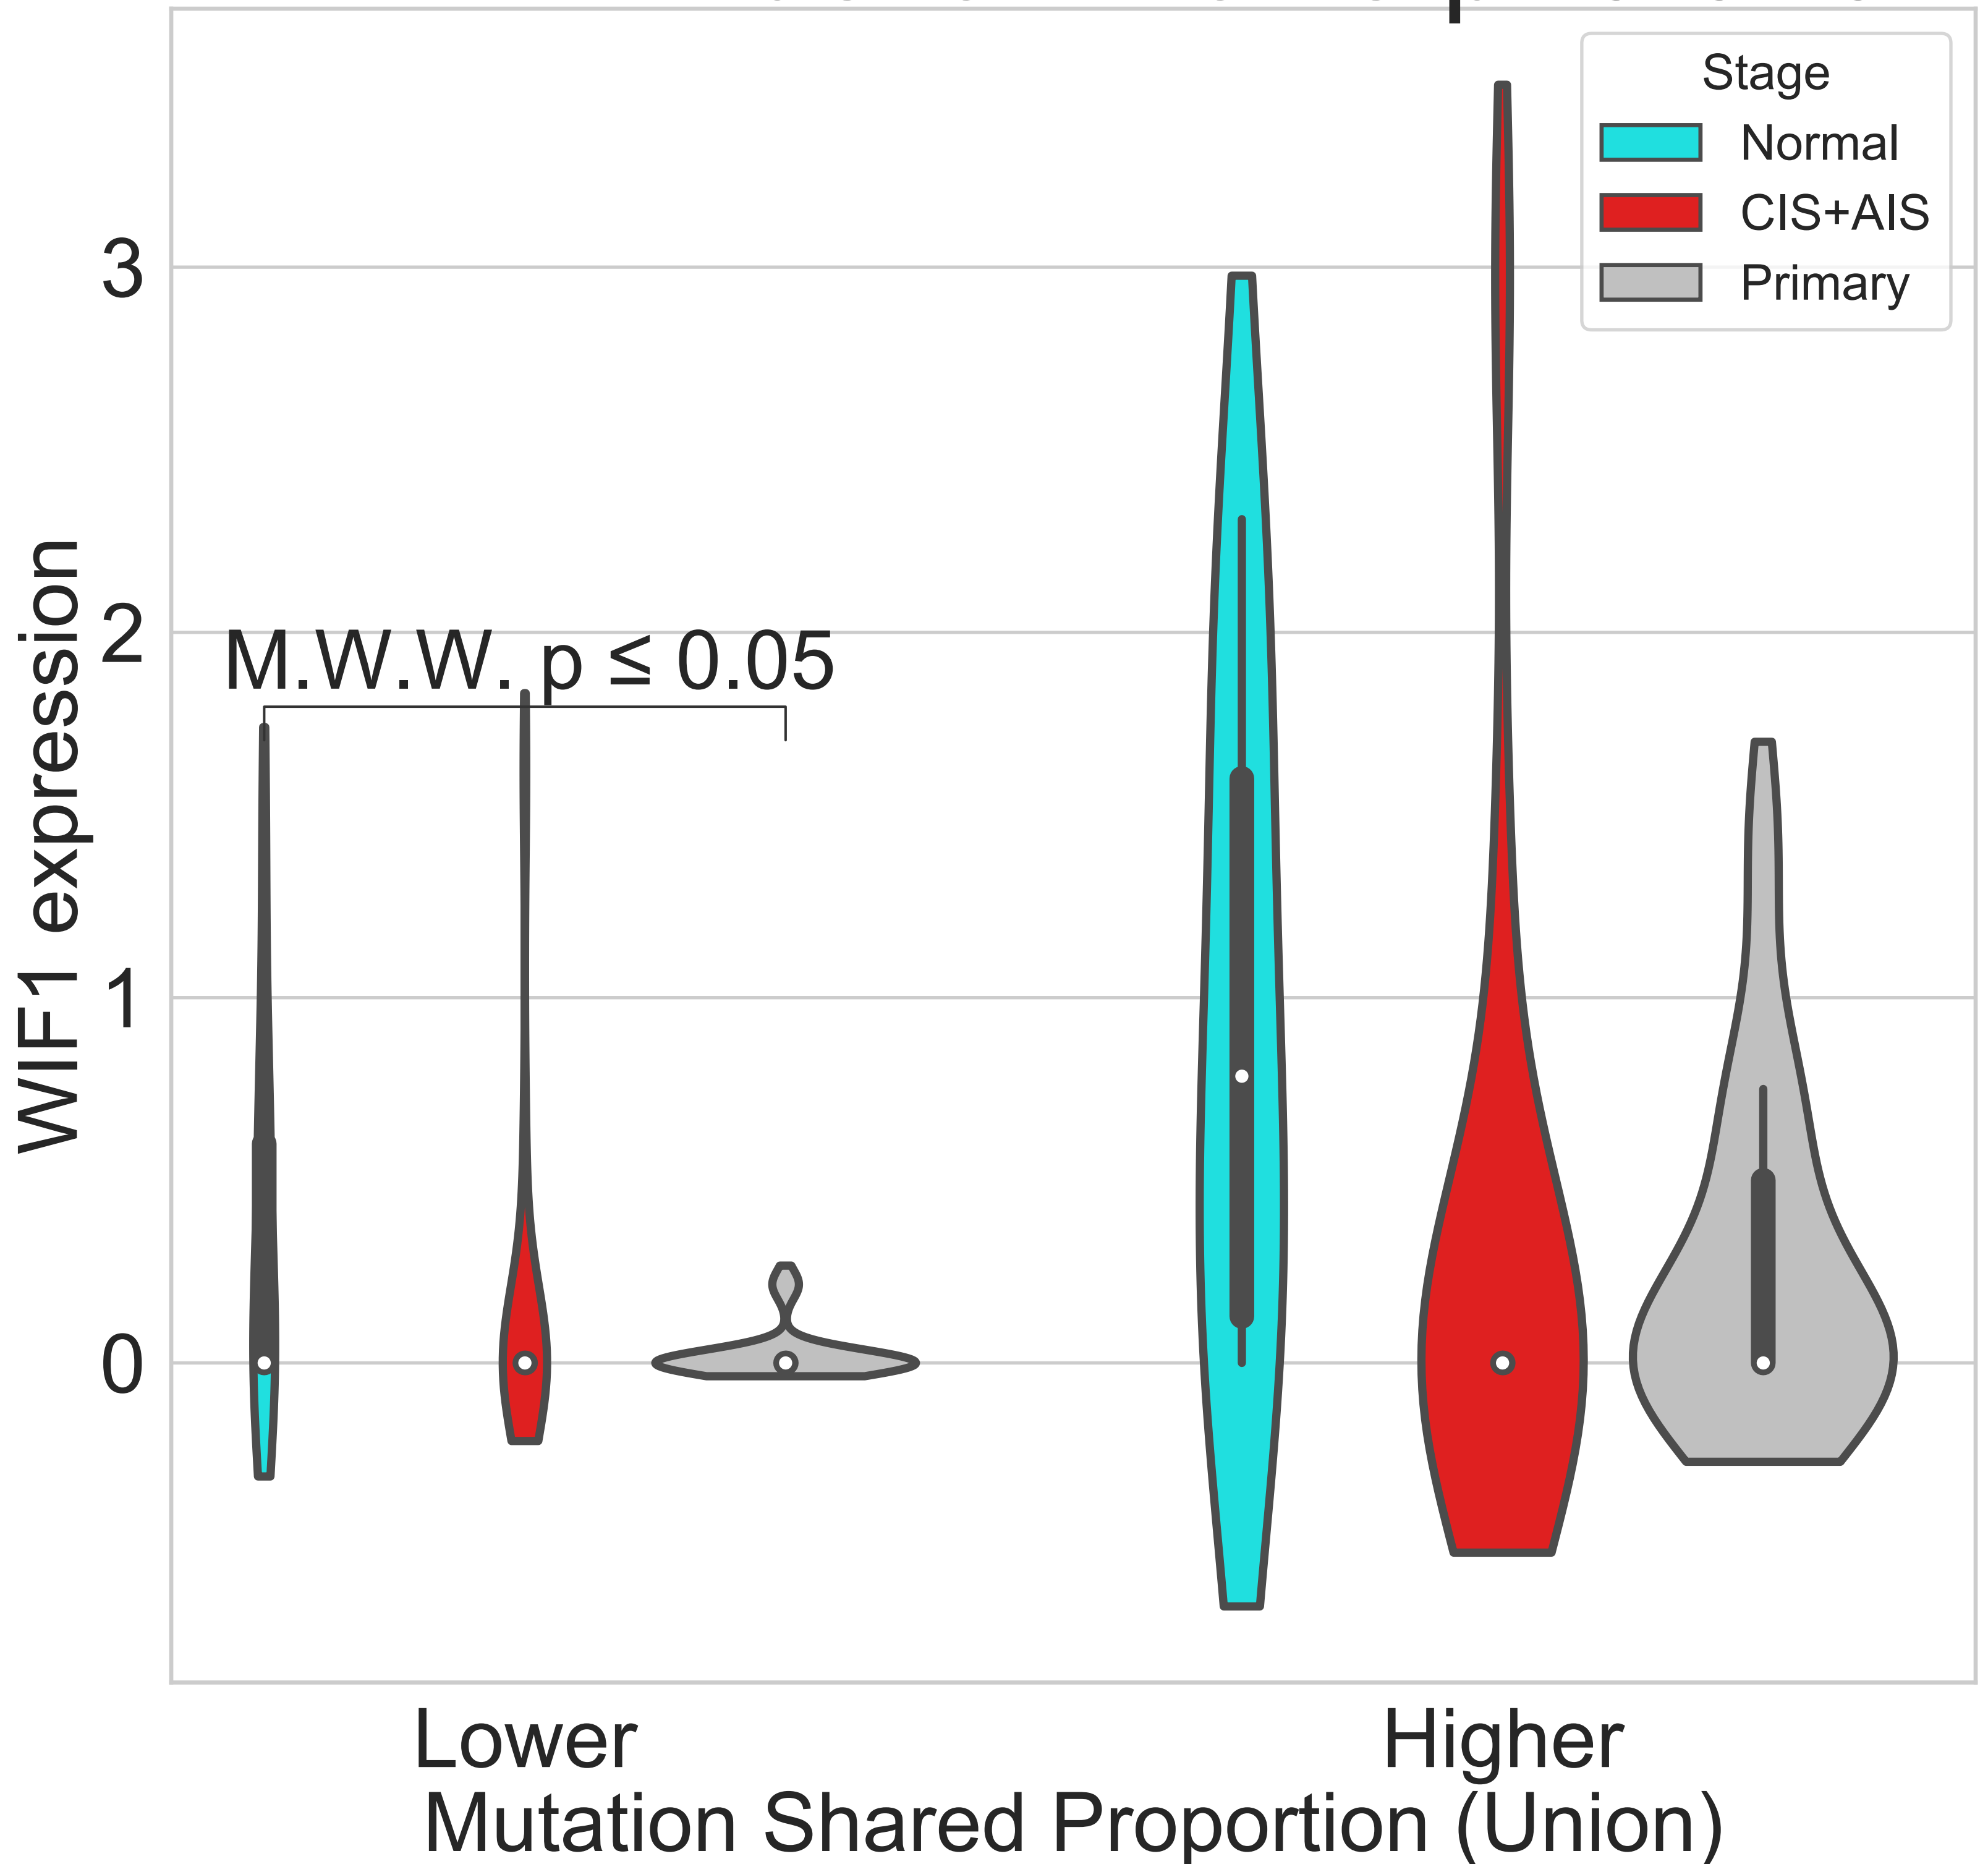 Stage
Normal
CIS+AIS
Primary
3
2
1
0
WIF1 expression
M.W.W. p ≤ 0.05
Lower
Higher
Mutation Shared Proportion (Union)